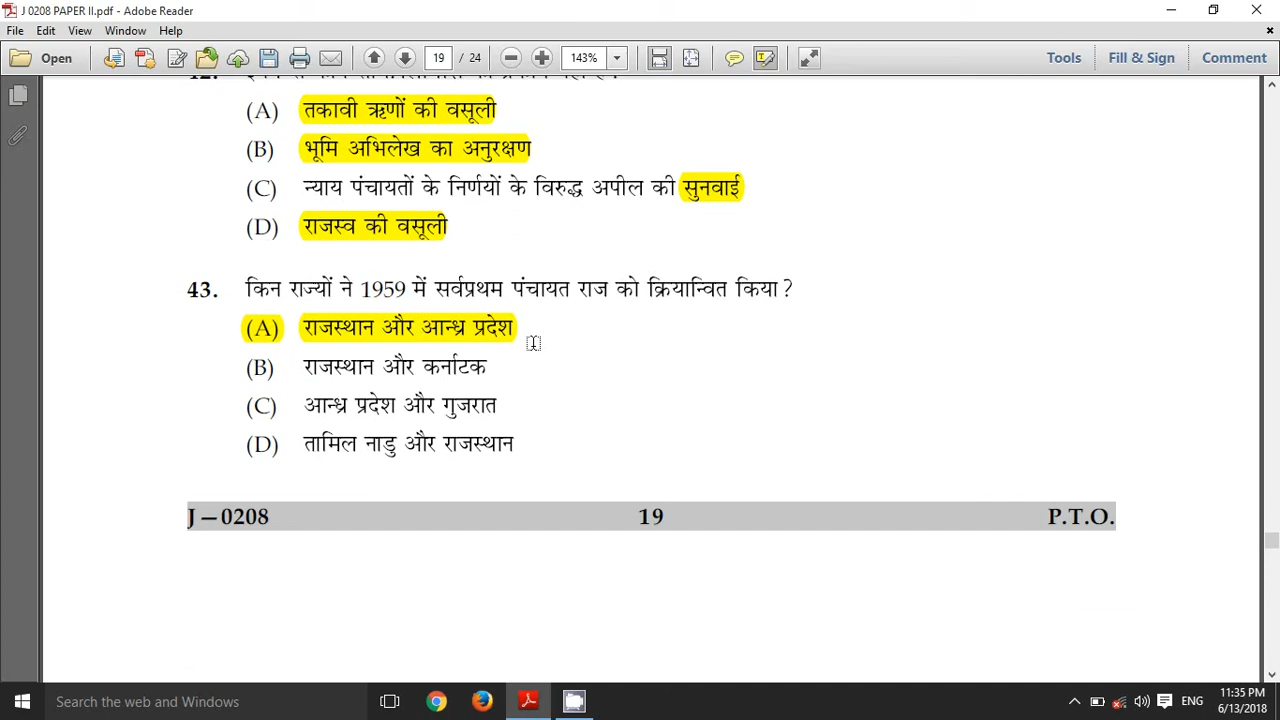 J 0208 PAPER II.pdf - Adobe Reader
File Edit View Window Help
Open 19 / 24 143% Tools Fill & Sign Comment
(A) तकावी ऋणों की वसूली
(B) भूमि अभिलेख का अनुरक्षण
(C) न्याय पंचायतों के निर्णयों के विरुद्ध अपील की सुनवाई
(D) राजस्व की वसूली
43. किन राज्यों ने 1959 में सर्वप्रथम पंचायत राज को क्रियान्वित किया ?
(A) राजस्थान और आन्ध्र प्रदेश
(B) राजस्थान और कर्नाटक
(C) आन्ध्र प्रदेश और गुजरात
(D) तामिल नाडु और राजस्थान
J – 0208 19 P.T.O.
Search the web and Windows ENG 11:35 PM
6/13/2018